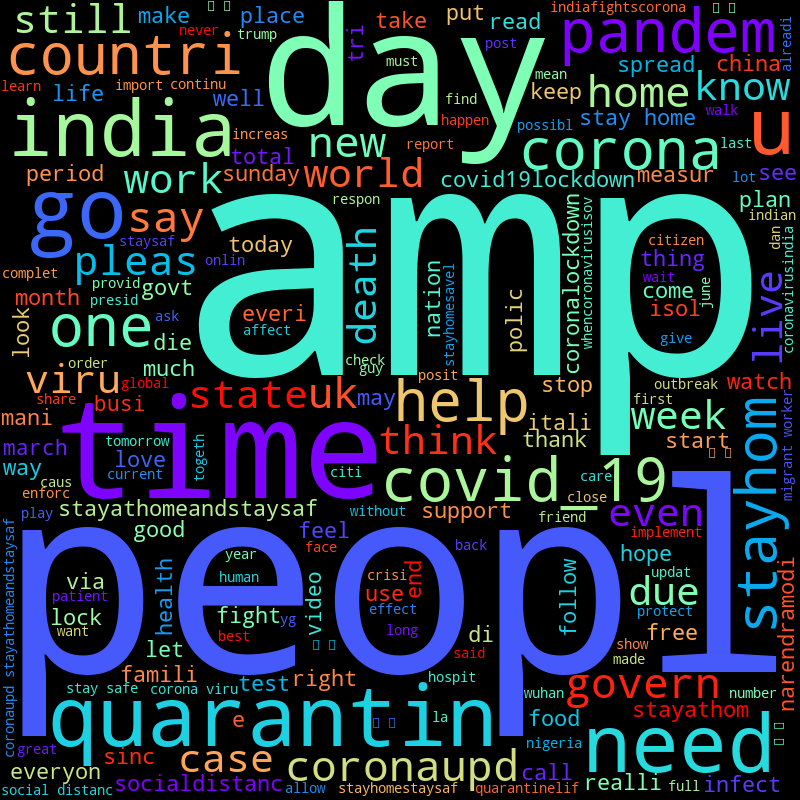 still
make
place
take
put
read
indiafightscorona
countri
day
tri
trump
never
pandem
post
must
mean
spread
china
alreadi
learn
import
continu
life
well
find
keep
home
know
india
increas
happen
possibl
stay home
walk
new
report
corona
last
u
total
period
work
sunday
world
covid19lockdown
measur
lot
see
go
say
respon
plan
indian
amp
today
staysaf
onlin
death
nation
stayhomesavel
polic
coronalockdown
whencoronavirusisov
citizen
thing
wait
dan
june
coronavirusindia
pleas
complet
provid
govt
month
presid
ask
everi
affect
come
isol
give
live
look
one
die
order
much
check
guy
viru
global
posit
stop
outbreak
watch
share
state
uk
may
help
first
mani
busi
week
itali
thank
start
march
time
think
way
tomorrow
love
current
togeth
citi
caus
enforc
covid_19
care
close
stayhom
migrant worker
play
stayathomeandstaysaf
without
support
friend
even
good
feel
implement
coronaupd stayathomeandstaysaf
peopl
year
face
back
hope
via
health
human
crisi
end
follow
updat
due
patient
video
use
effect
protect
narendramodi
lock
fight
yg
want
best
long
di
free
let
said
made
show
famili
test
right
hospit
govern
stay safe
corona viru
wuhan
number
e
la
food
stayathom
great
quarantin
nigeria
need
sinc
case
coronaupd
call
everyon
realli
full
infect
social distanc
socialdistanc
allow
stayhomestaysaf
quarantinelif